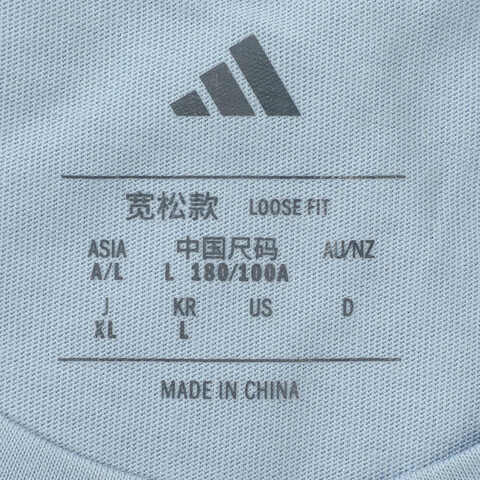 宽松款 LOOSE FIT
ASIA 中国尺码 AU/NZ
A/L L 180/100A
J KR US D
XL L
MADE IN CHINA